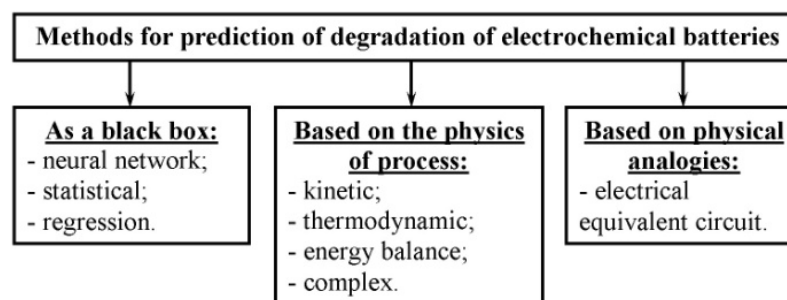 Methods for prediction of degradation of electrochemical batteries
As a black box:
- neural network;
- statistical;
- regression.
Based on the physics
of process:
- kinetic;
- thermodynamic;
- energy balance;
- complex.
Based on physical
analogies:
- electrical
equivalent circuit.